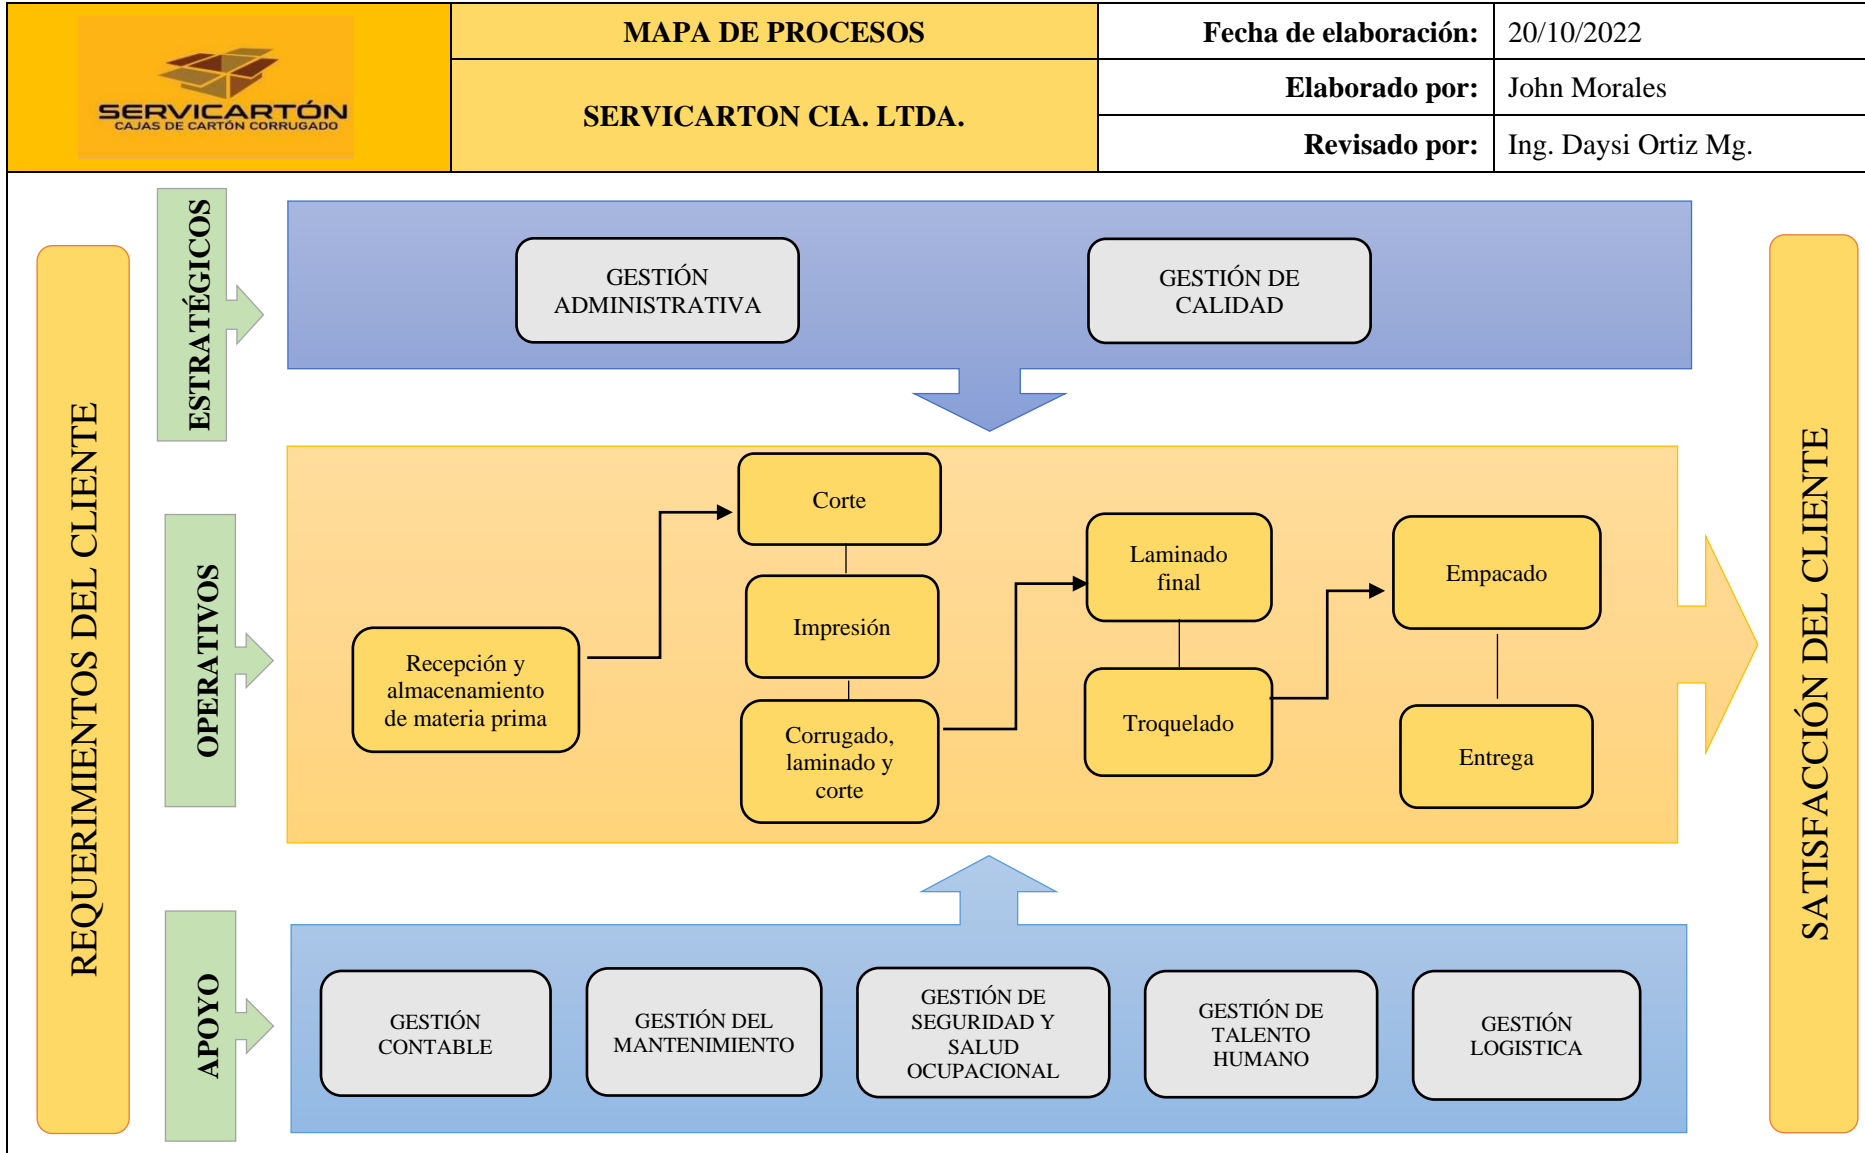 SERVICARTÓN
CAJAS DE CARTÓN CORRUGADO
MAPA DE PROCESOS
SERVICARTON CIA. LTDA.
Fecha de elaboración:
20/10/2022
Elaborado por:
John Morales
Revisado por:
Ing. Daysi Ortiz Mg.
REQUERIMIENTOS DEL CLIENTE
ESTRATÉGICOS
GESTIÓN
ADMINISTRATIVA
GESTIÓN DE
CALIDAD
OPERATIVOS
Recepción y
almacenamiento
de materia prima
Corte
Impresión
Corrugado,
laminado y
corte
Laminado
final
Troquelado
Empacado
Entrega
APOYO
GESTIÓN
CONTABLE
GESTIÓN DEL
MANTENIMIENTO
GESTIÓN DE
SEGURIDAD Y
SALUD
OCUPACIONAL
GESTIÓN DE
TALENTO
HUMANO
GESTIÓN
LOGISTICA
SATISFACCIÓN DEL CLIENTE